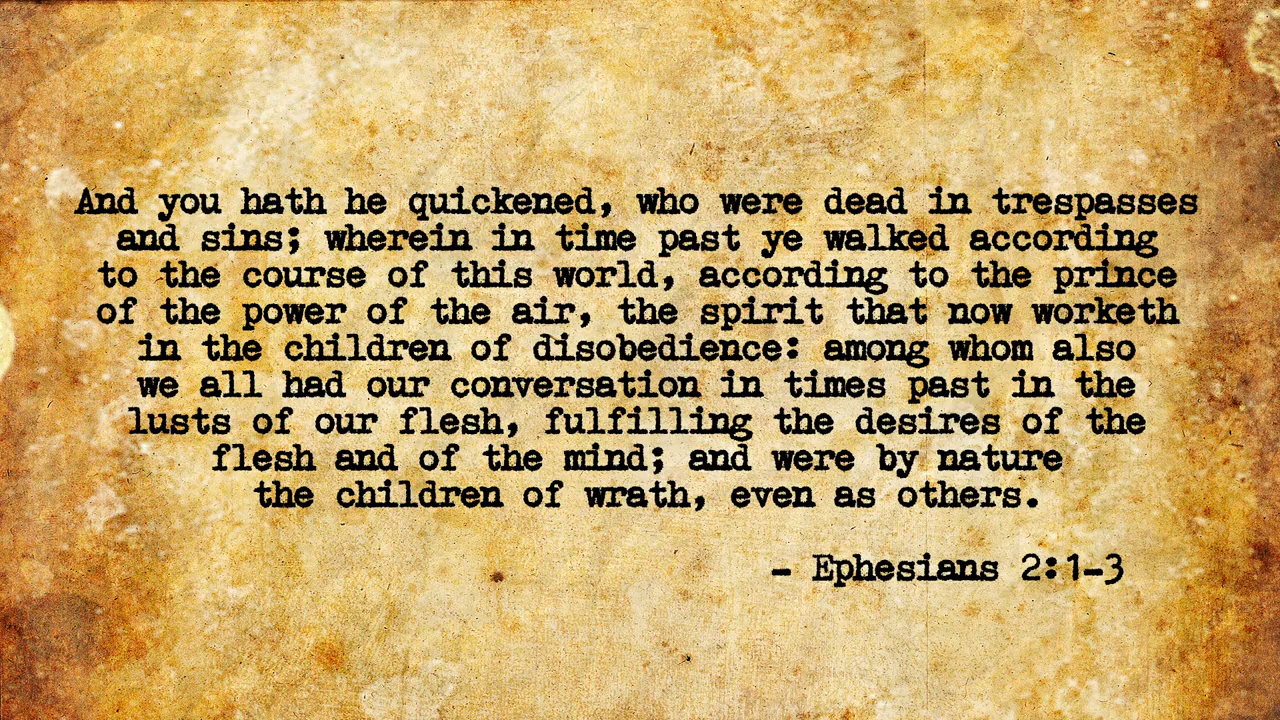 And you hath he quickened, who were dead in trespasses
and sins; wherein in time past ye walked according
to the course of this world, according to the prince
of the power of the air, the spirit that now worketh
in the children of disobedience: among whom also
we all had our conversation in times past in the
lusts of our flesh, fulfilling the desires of the
flesh and of the mind; and were by nature
the children of wrath, even as others.
- Ephesians 2:1-3